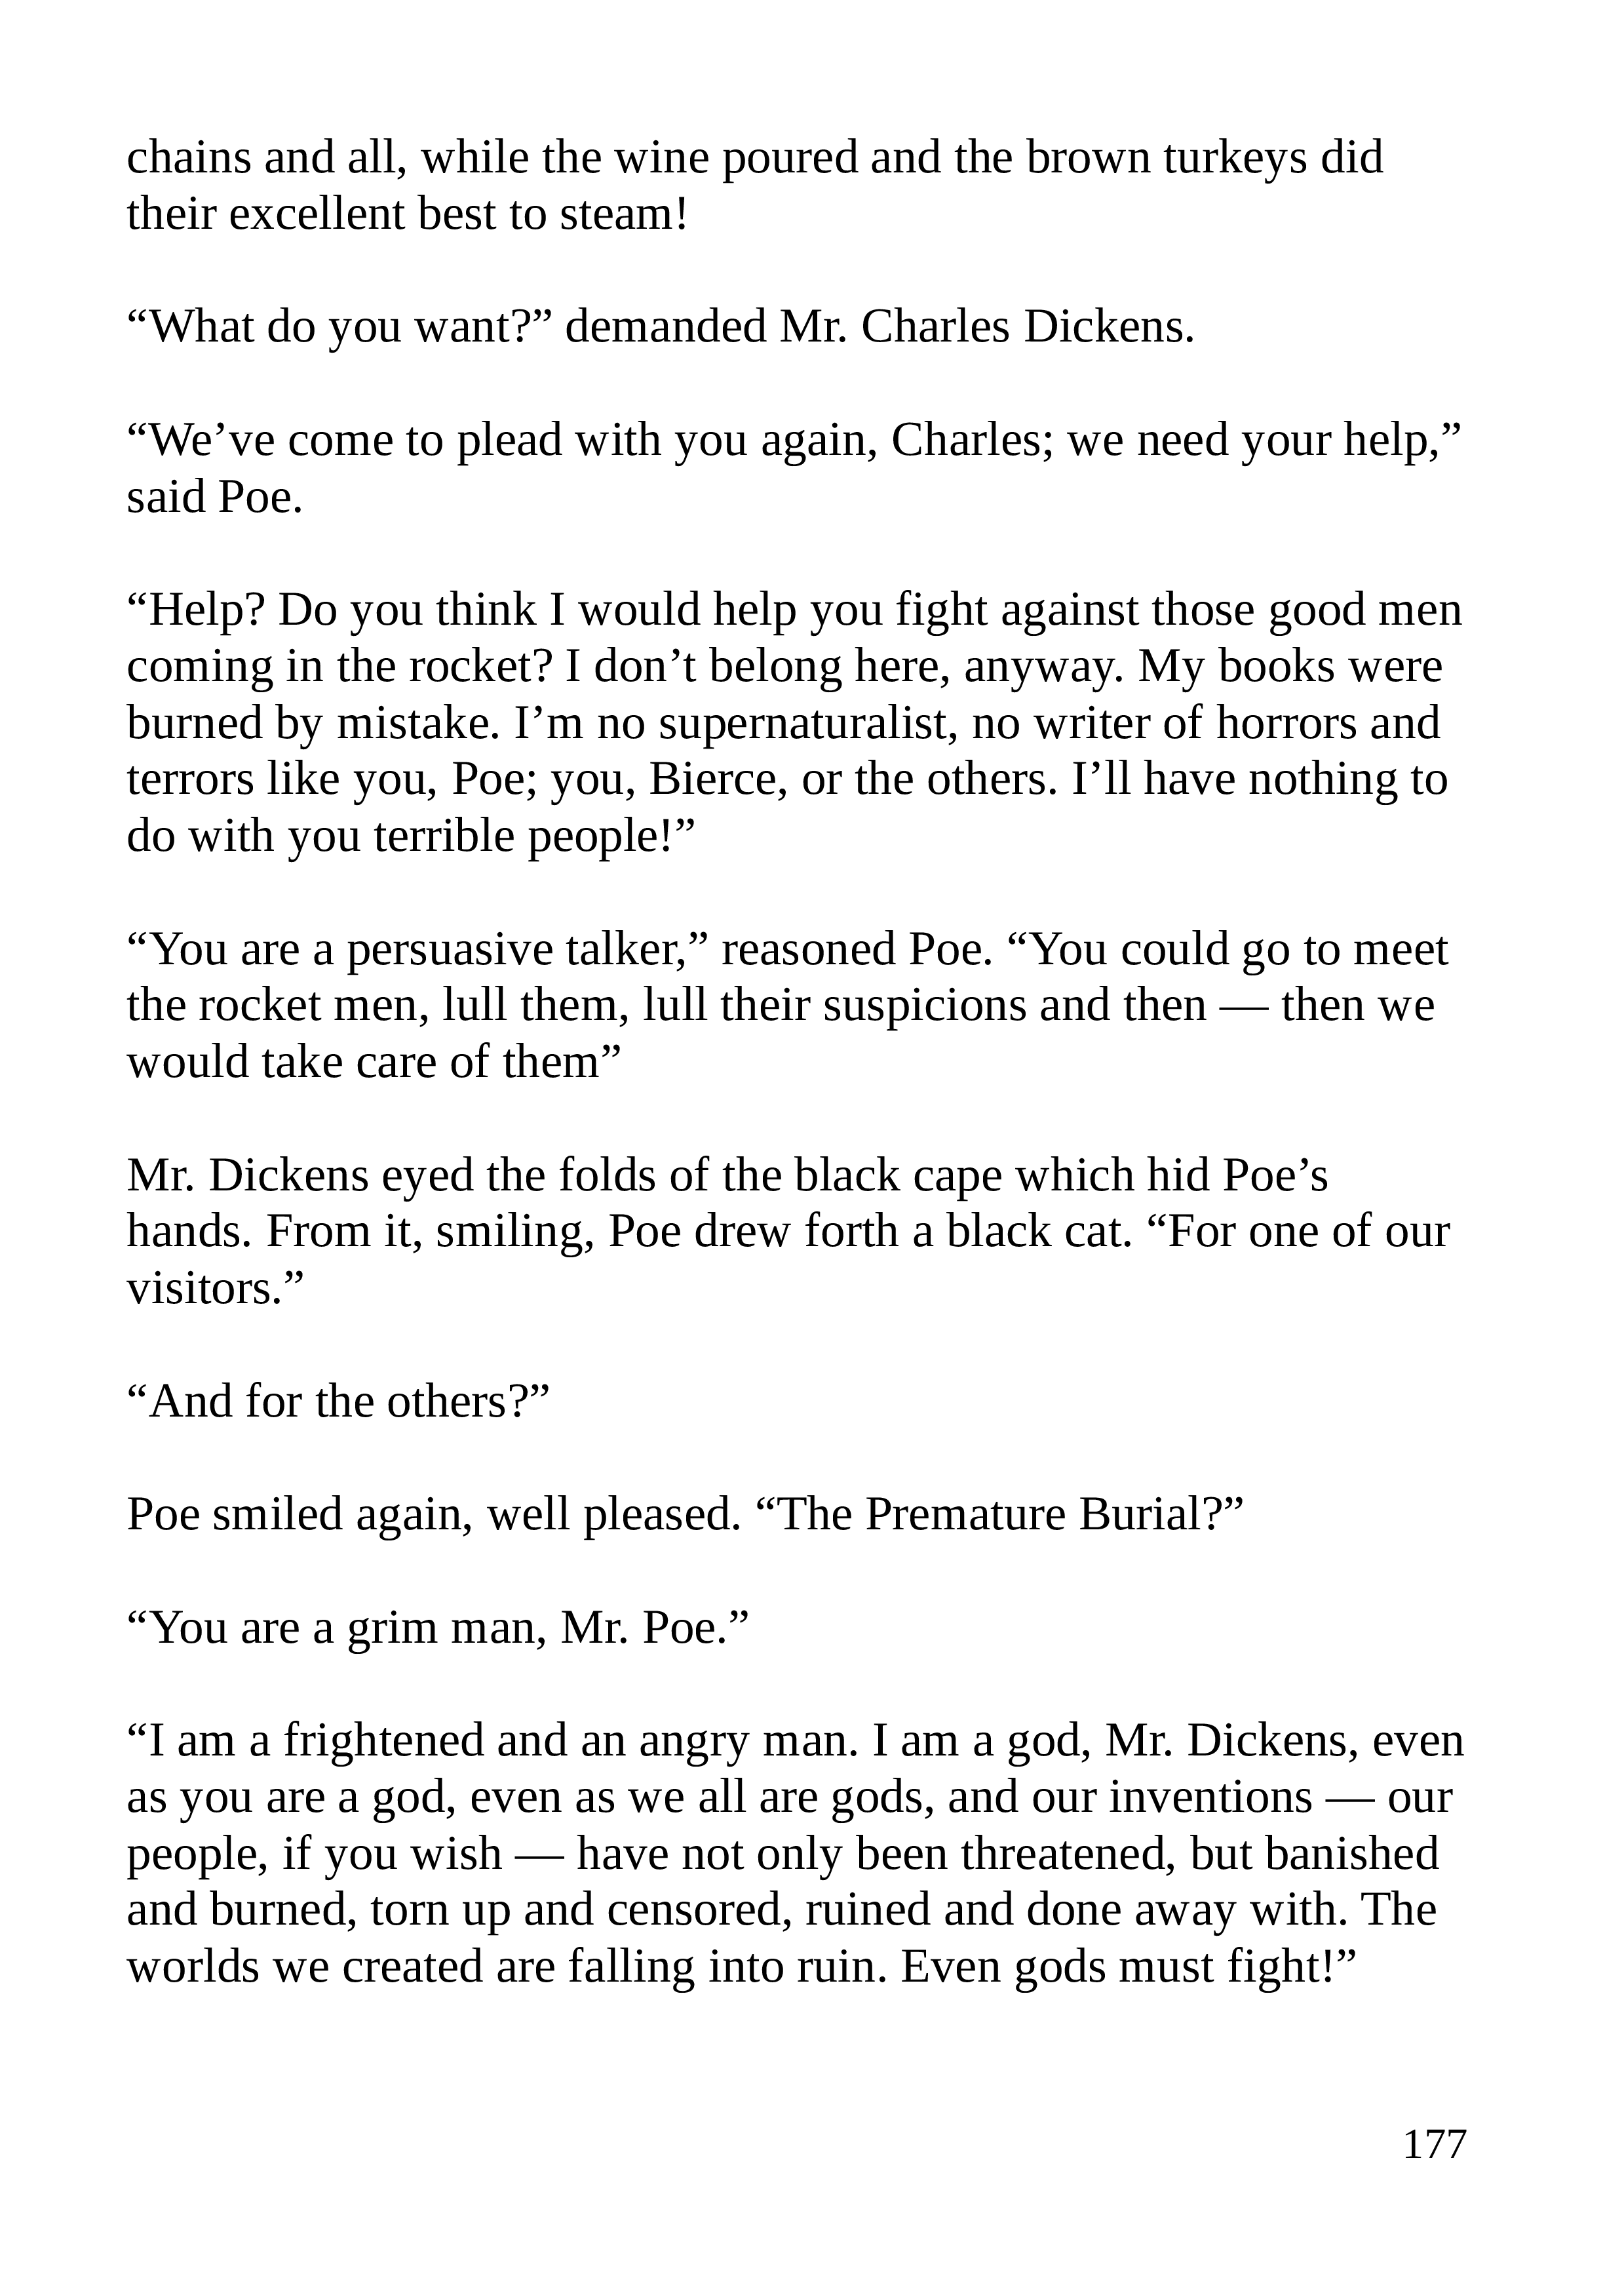 chains and all, while the wine poured and the brown turkeys did
their excellent best to steam!
“What do you want?” demanded Mr. Charles Dickens.
“We’ve come to plead with you again, Charles; we need your help,”
said Poe.
“Help? Do you think I would help you fight against those good men
coming in the rocket? I don’t belong here, anyway. My books were
burned by mistake. I’m no supernaturalist, no writer of horrors and
terrors like you, Poe; you, Bierce, or the others. I’ll have nothing to
do with you terrible people!”
“You are a persuasive talker,” reasoned Poe. “You could go to meet
the rocket men, lull them, lull their suspicions and then — then we
would take care of them”
Mr. Dickens eyed the folds of the black cape which hid Poe’s
hands. From it, smiling, Poe drew forth a black cat. “For one of our
visitors.”
“And for the others?”
Poe smiled again, well pleased. “The Premature Burial?”
“You are a grim man, Mr. Poe.”
“I am a frightened and an angry man. I am a god, Mr. Dickens, even
as you are a god, even as we all are gods, and our inventions — our
people, if you wish — have not only been threatened, but banished
and burned, torn up and censored, ruined and done away with. The
worlds we created are falling into ruin. Even gods must fight!”
177